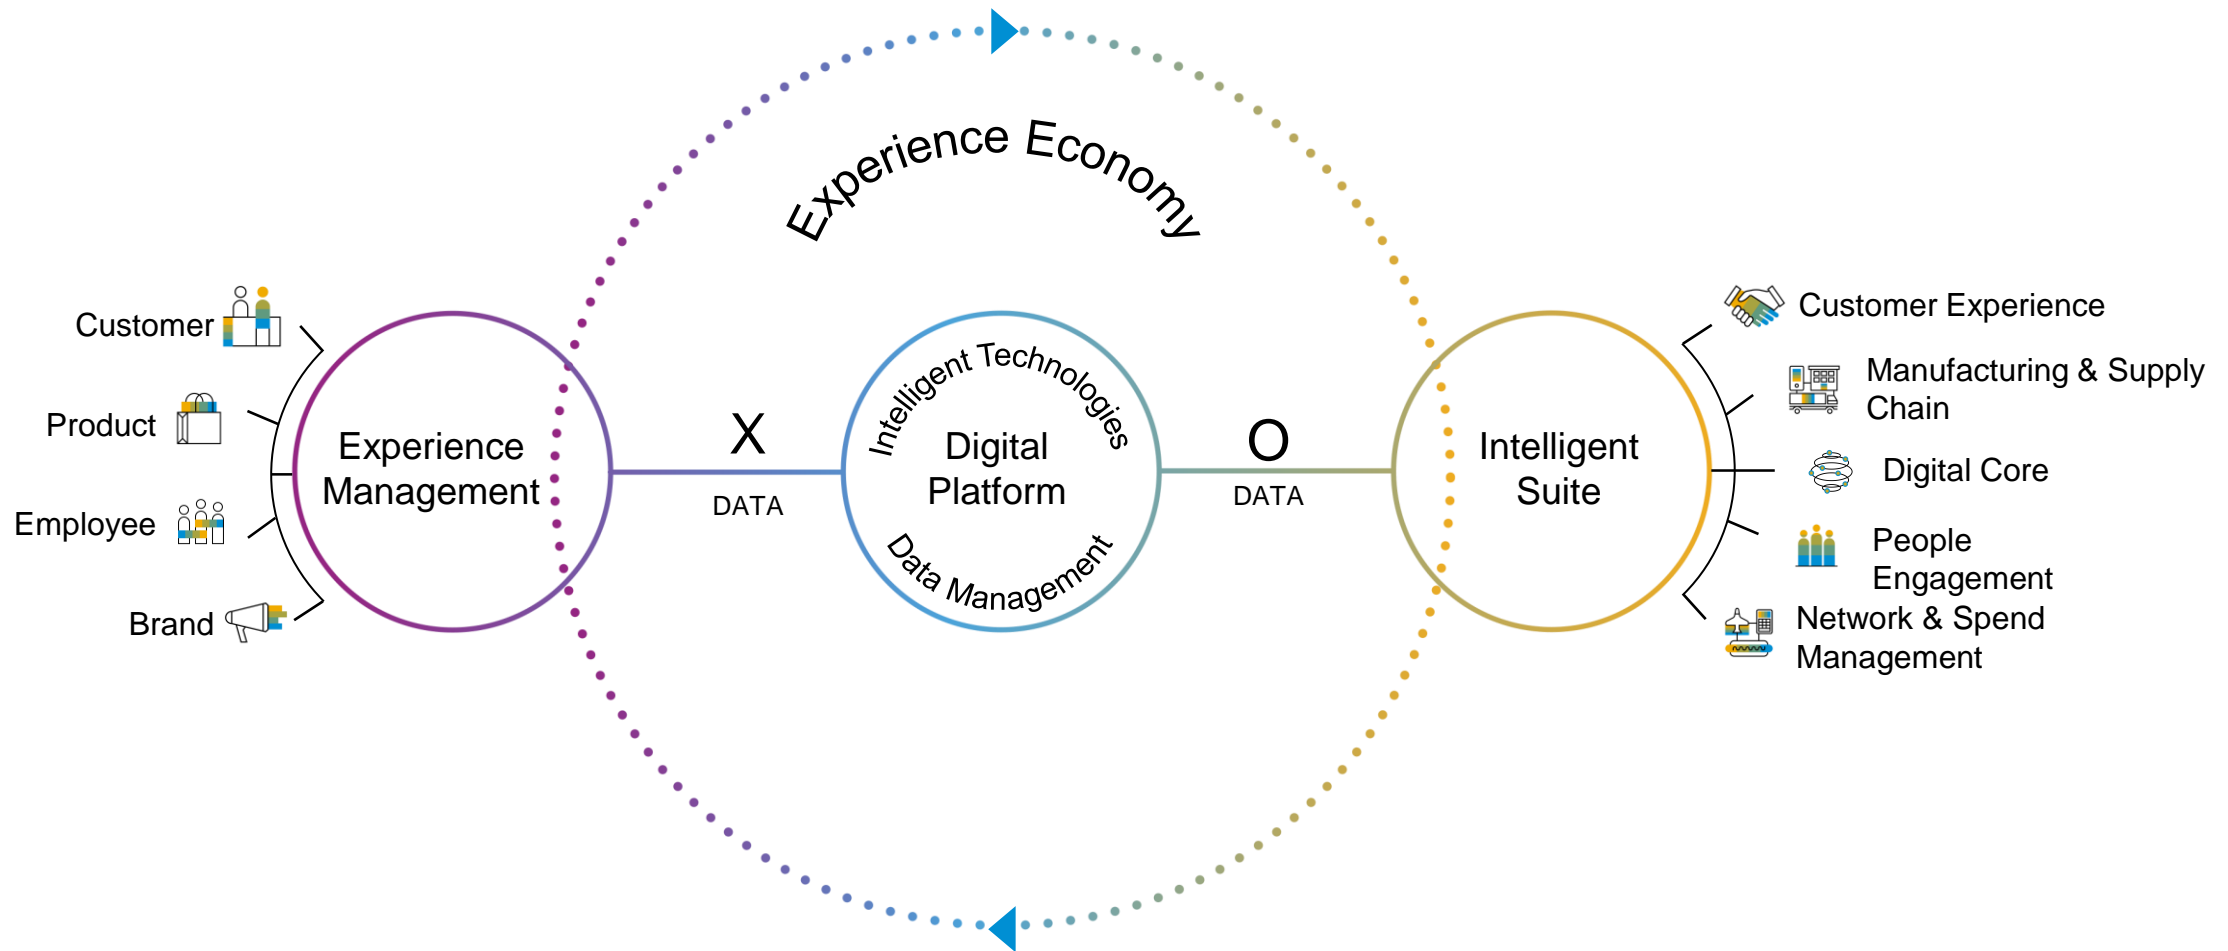 Experience Economy
Customer
Product
Employee
Brand
Experience
Management
X
DATA
Intelligent Technologies
Digital
Platform
Data Management
O
DATA
Intelligent
Suite
Customer Experience
Manufacturing & Supply
Chain
Digital Core
People
Engagement
Network & Spend
Management